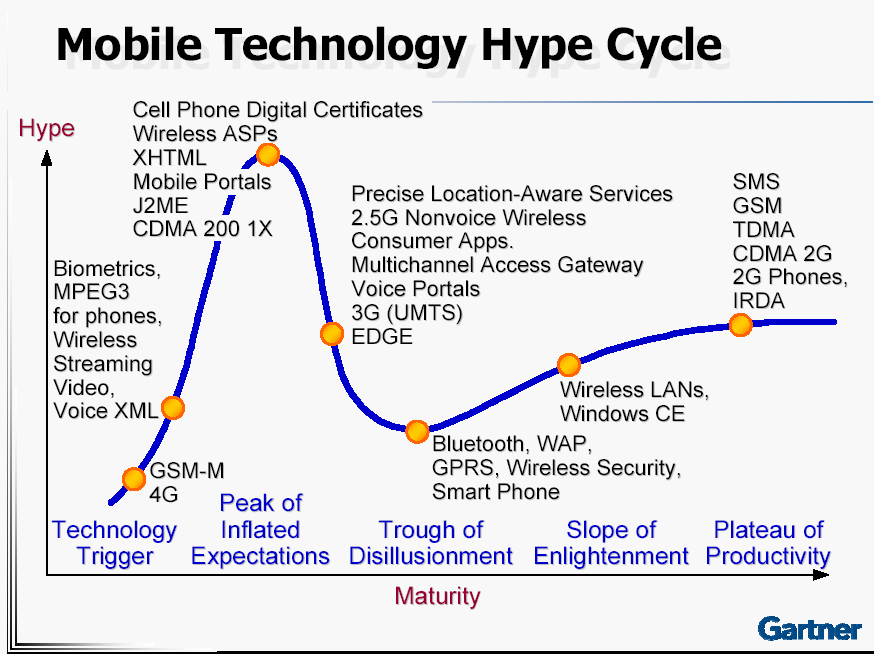 Mobile Technology Hype Cycle
Hype
Cell Phone Digital Certificates
Wireless ASPs
XHTML
Mobile Portals
J2ME
CDMA 200 1X
Biometrics,
MPEG3
for phones,
Wireless
Streaming
Video,
Voice XML
GSM-M
4G
Precise Location-Aware Services
2.5G Nonvoice Wireless
Consumer Apps.
Multichannel Access Gateway
Voice Portals
3G (UMTS)
EDGE
Bluetooth, WAP,
GPRS, Wireless Security,
Smart Phone
Wireless LANs,
Windows CE
SMS
GSM
TDMA
CDMA 2G
2G Phones,
IRDA
Technology
Trigger
Peak of
Inflated
Expectations
Trough of
Disillusionment
Slope of
Enlightenment
Plateau of
Productivity
Maturity
Gartner